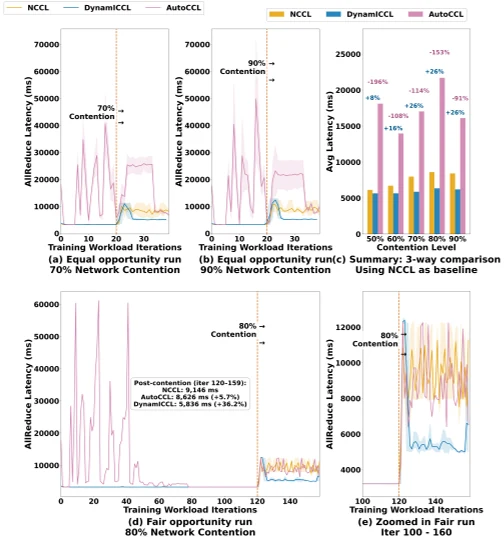 NCCL DynamICCL AutoCCL
NCCL DynamICCL AutoCCL
AllReduce Latency (ms)
70000
60000
50000
40000
30000
20000
10000
0
70%
Contention
0 10 20 30
Training Workload Iterations
(a) Equal opportunity run
70% Network Contention
AllReduce Latency (ms)
70000
60000
50000
40000
30000
20000
10000
0
90%
Contention
0 10 20 30
Training Workload Iterations
(b) Equal opportunity run
90% Network Contention
Avg Latency (ms)
25000
20000
15000
10000
5000
0
-196%
+8%
-108%
+16%
-114%
+26%
-153%
+26%
-91%
+26%
50% 60% 70% 80% 90%
Contention Level
(c) Summary: 3-way comparison
Using NCCL as baseline
AllReduce Latency (ms)
60000
50000
40000
30000
20000
10000
80%
Contention
Post-contention (iter 120–159):
NCCL: 9,146 ms
AutoCCL: 8,626 ms (+5.7%)
DynamICCL: 5,836 ms (+36.2%)
0 20 40 60 80 100 120 140
Training Workload Iterations
(d) Fair opportunity run
80% Network Contention
AllReduce Latency (ms)
12000
10000
8000
6000
4000
80%
Contention
100 120 140
Training Workload Iterations
(e) Zoomed in Fair run
Iter 100 - 160